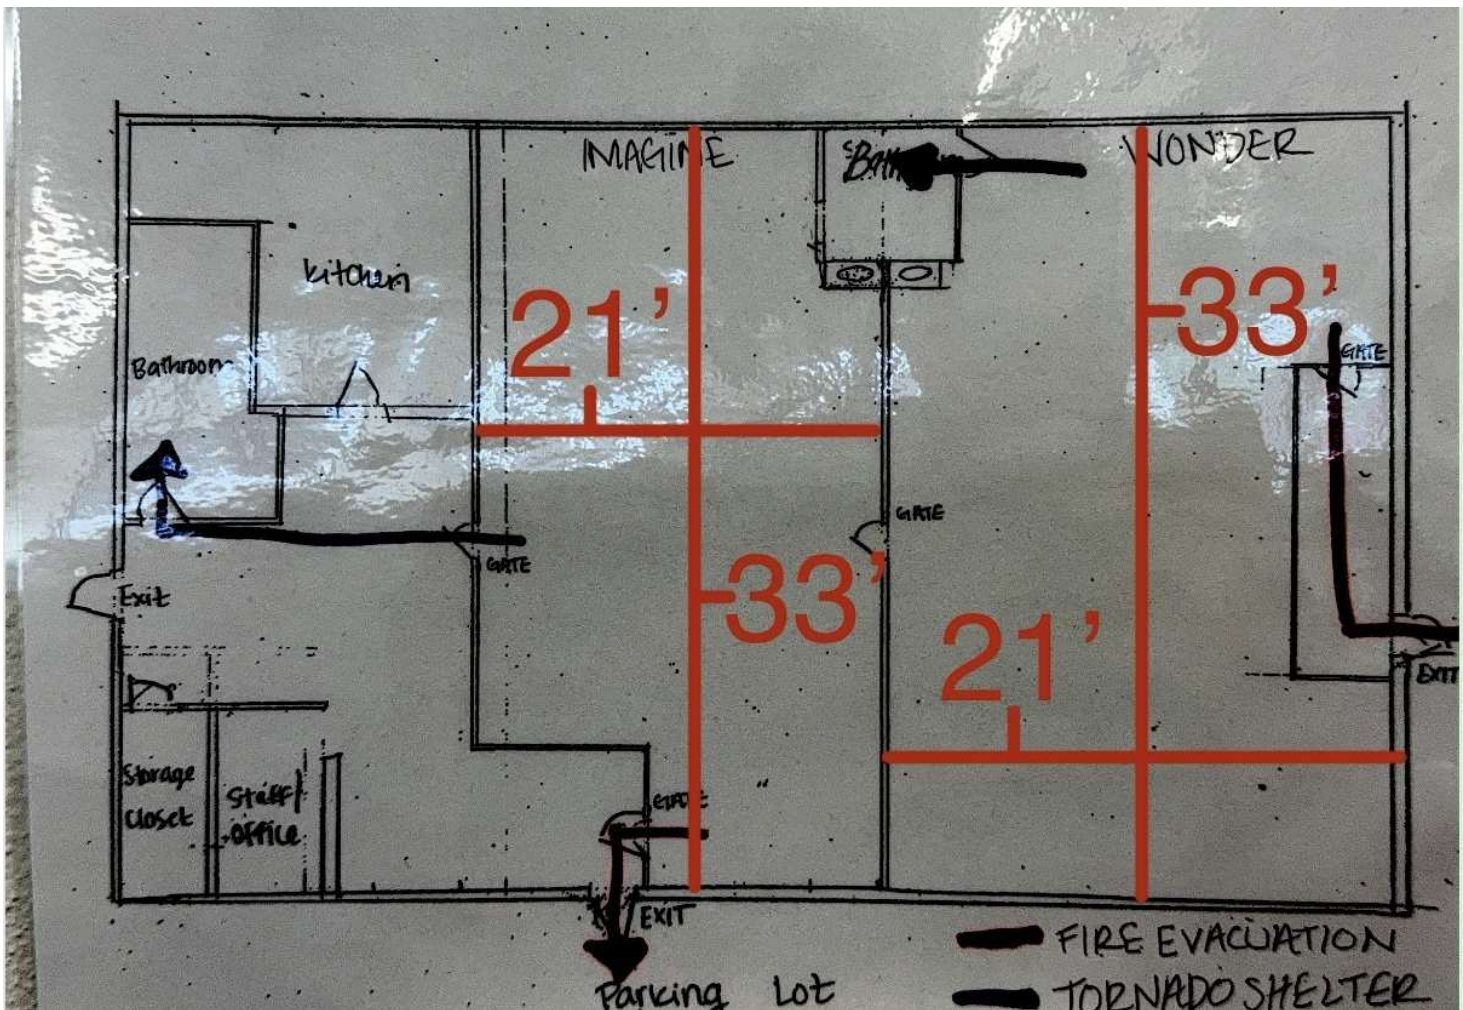 IMAGINE
WONDER
Bath
kitchen
21'
33'
GATE
Bathroom
GATE
GATE
Exit
33'
21'
EXIT
Storage
Closet
Staff/
office
GATE
EXIT
FIRE EVACUATION
Parking Lot
TORNADO SHELTER